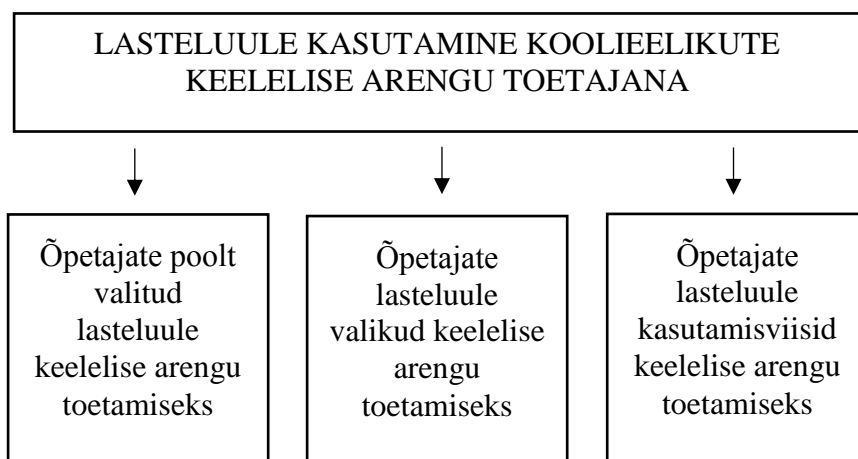 LASTELUULE KASUTAMINE KOOLIEELIKUTE
KEELELISE ARENGU TOETAJANA
Õpetajate poolt
valitud
lasteluule
keelelise arengu
toetamiseks
Õpetajate
lasteluule
valikud keelelise
arengu
toetamiseks
Õpetajate
lasteluule
kasutamisviisid
keelelise arengu
toetamiseks